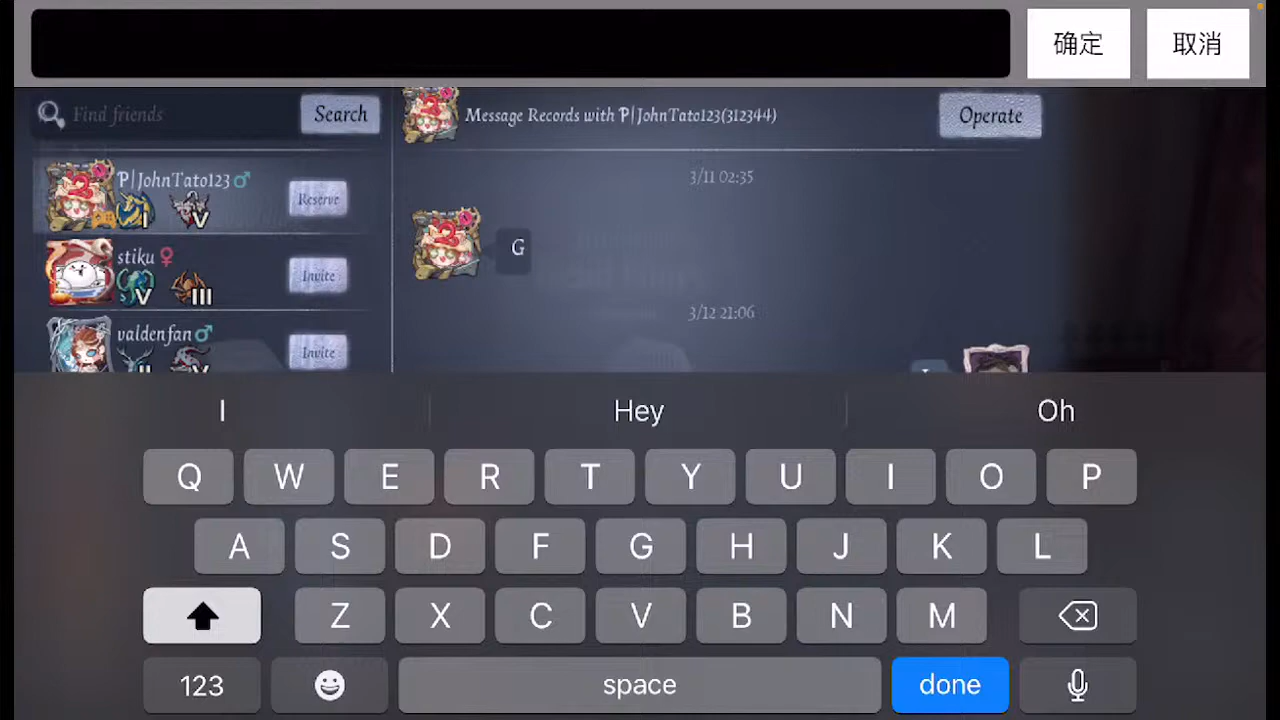 确定 取消
Find friends Search Message Records with Ƥ|JohnTato123(312344) Operate
Ƥ|JohnTato123♂ Reserve 3/11 02:35
I V
G
stiku♀ Invite
V III
3/12 21:06
valdenfan♂ Invite
I Hey Oh
Q W E R T Y U I O P
A S D F G H J K L
Z X C V B N M
123 space done